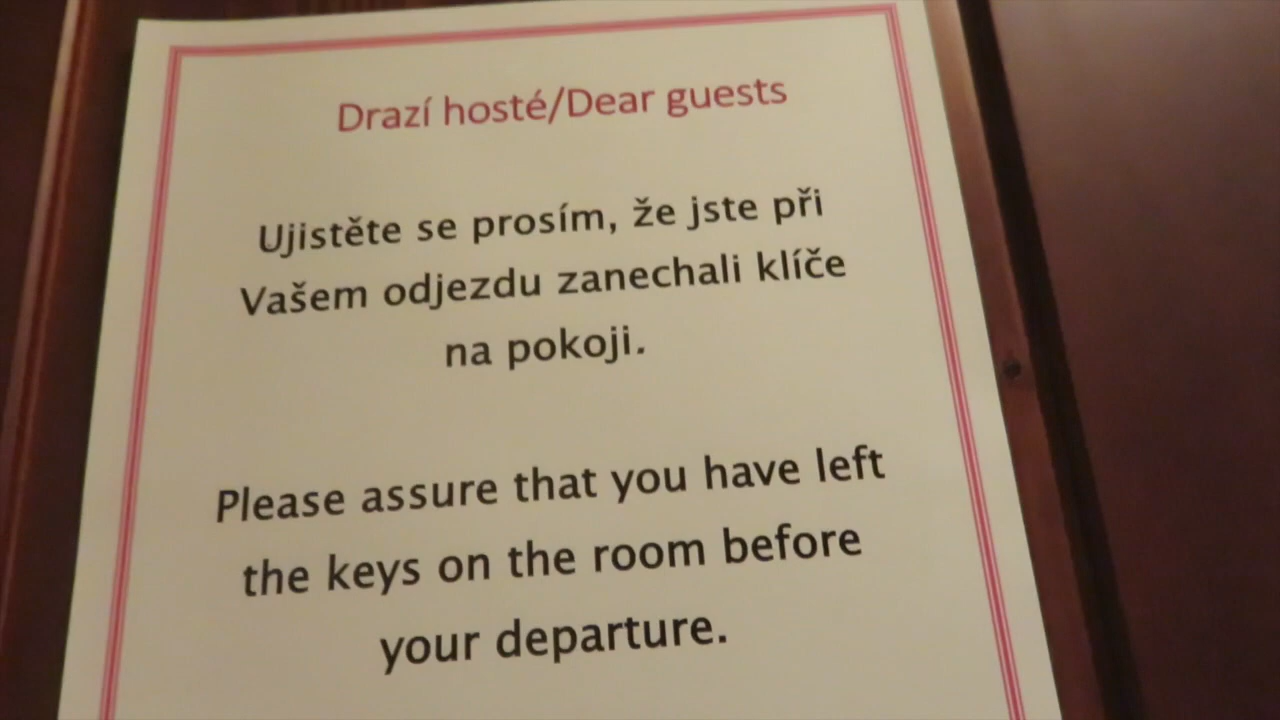 Drazí hosté/Dear guests
Ujistěte se prosím, že jste při
Vašem odjezdu zanechali klíče
na pokoji.
Please assure that you have left
the keys on the room before
your departure.